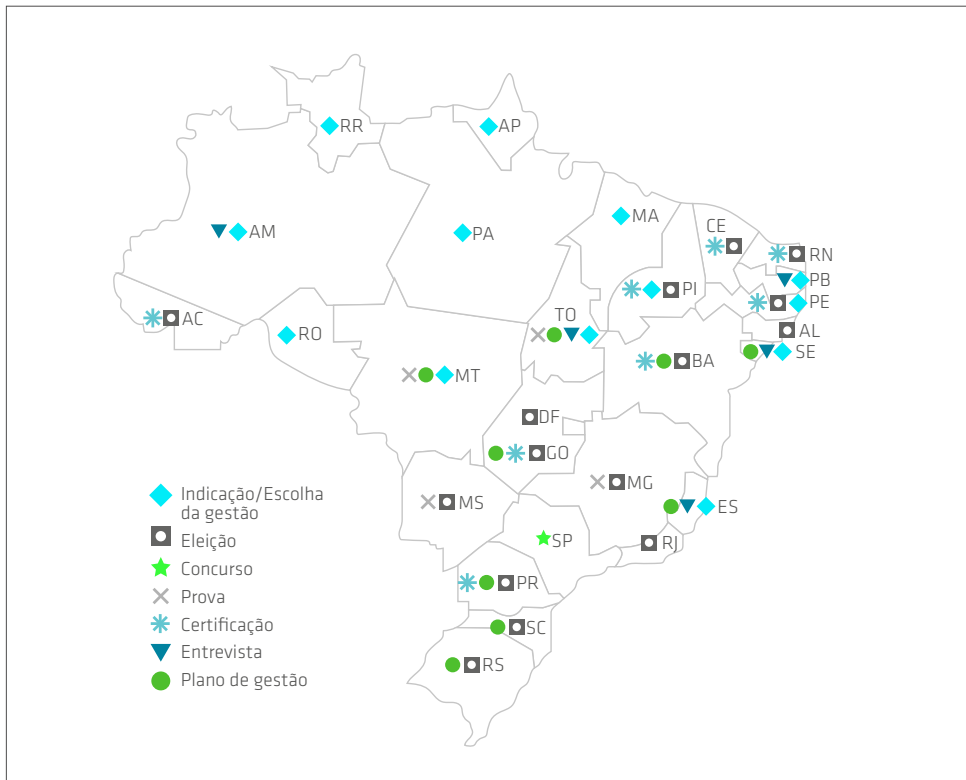 RR
AP
MA
CE
AM
PA
RN
PB
PI
PE
TO
AC
AL
RO
SE
BA
MT
DF
GO
MG
Indicação/Escolha
da gestão
MS
ES
Eleição
SP
RJ
Concurso
PR
Prova
Certificação
SC
Entrevista
RS
Plano de gestão